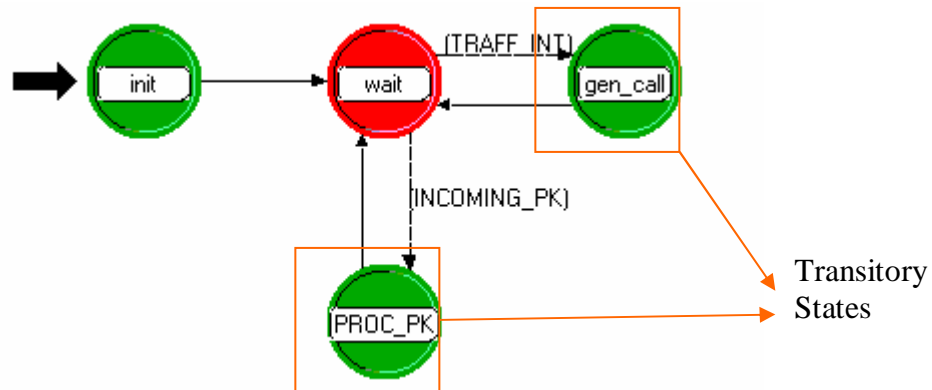 (TRAFF_INT)
init
wait
gen_call
(INCOMING_PK)
PROC_PK
Transitory
States